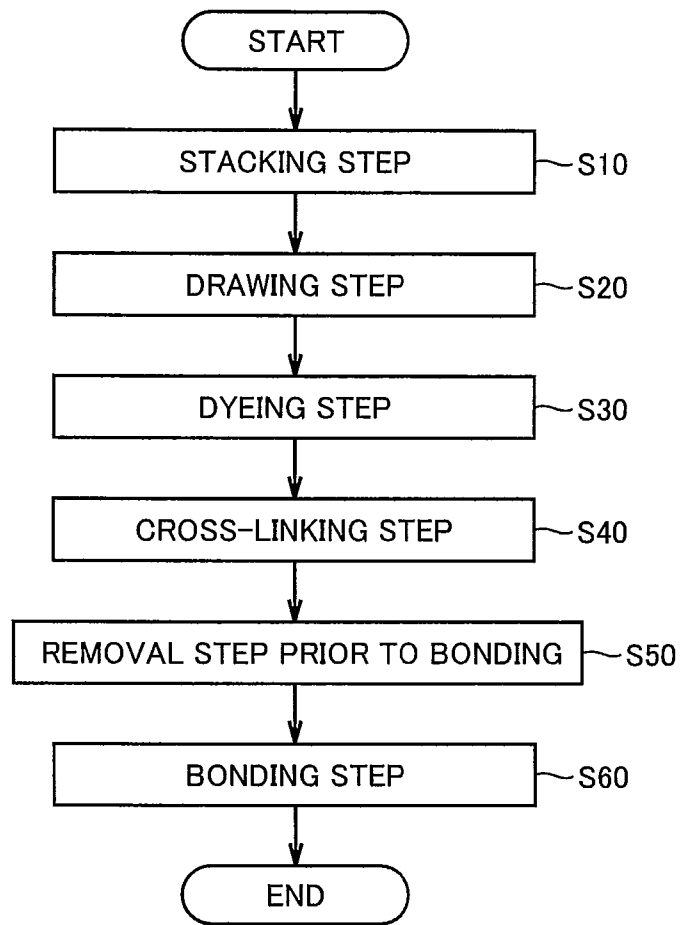 START
STACKING STEP S10
DRAWING STEP S20
DYEING STEP S30
CROSS-LINKING STEP S40
REMOVAL STEP PRIOR TO BONDING S50
BONDING STEP S60
END